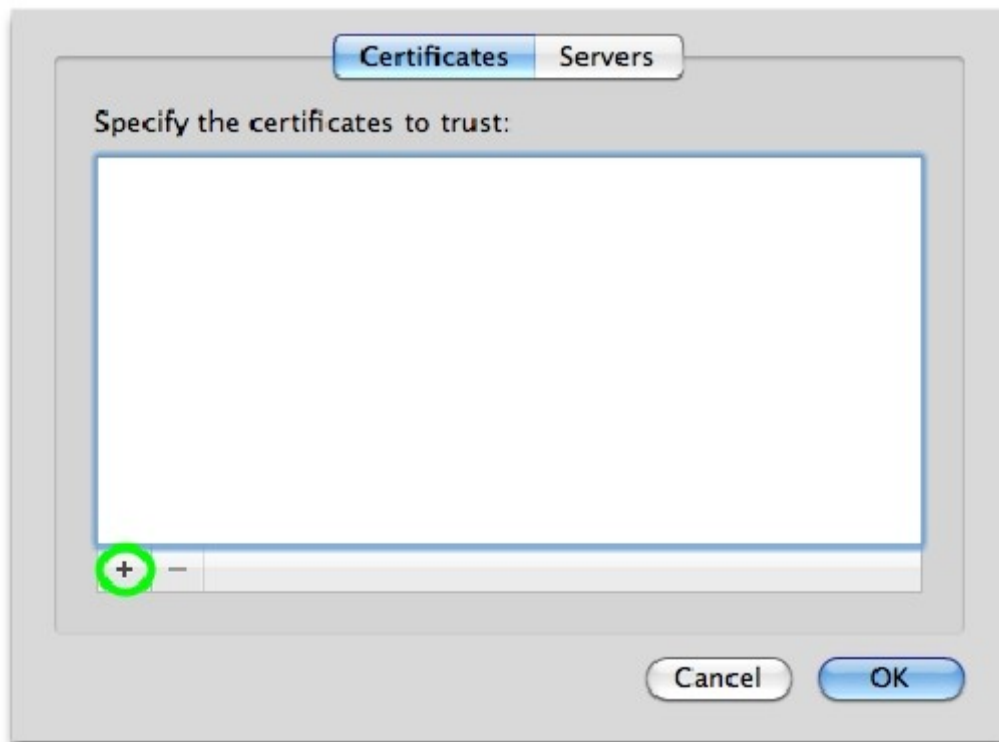 Certificates Servers
Specify the certificates to trust:
+ −
Cancel OK